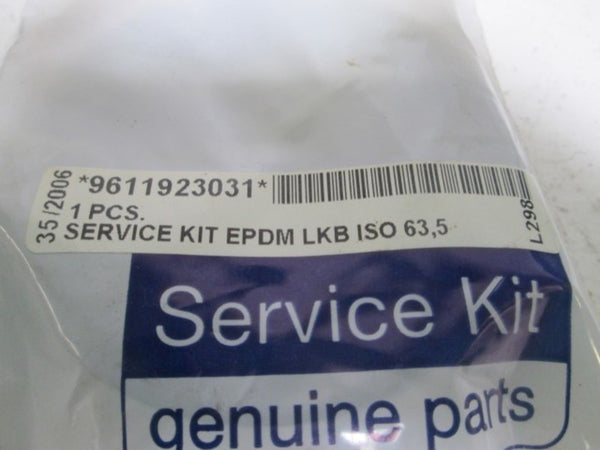 35/2006
*9611923031*
1 PCS.
SERVICE KIT EPDM LKB ISO 63,5
L298
Service Kit
genuine parts